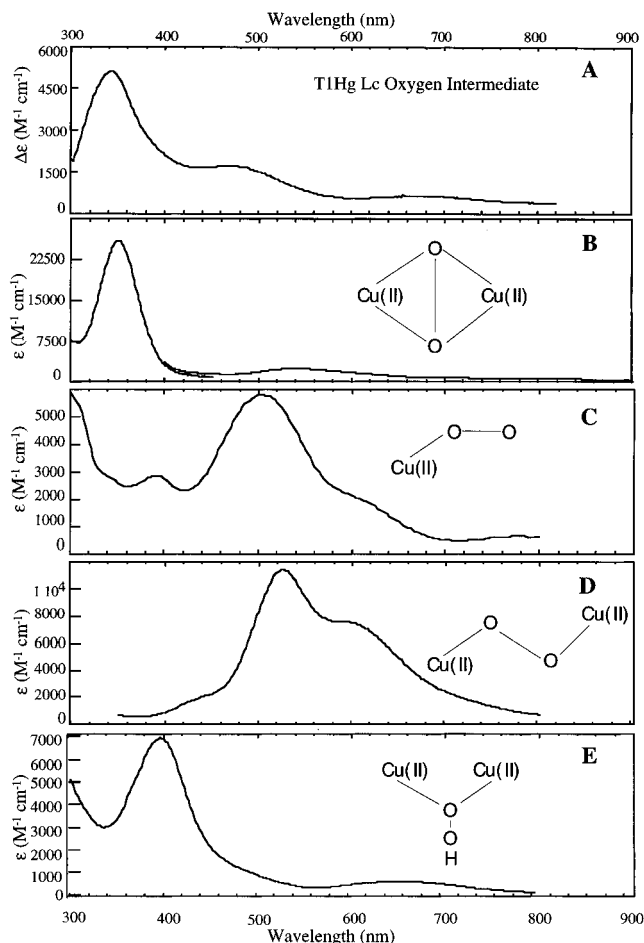 Wavelength (nm)
300 400 500 600 700 800 900
6000
4500
3000
1500
0
Δε (M⁻¹ cm⁻¹)
A
T1Hg Lc Oxygen Intermediate
22500
15000
7500
0
ε (M⁻¹ cm⁻¹)
B
O
Cu(II) Cu(II)
O
5000
4000
3000
2000
1000
0
ε (M⁻¹ cm⁻¹)
C
O O
Cu(II)
1 10⁴
8000
6000
4000
2000
0
ε (M⁻¹ cm⁻¹)
D
Cu(II)
O
Cu(II)
O
7000
6000
5000
4000
3000
2000
1000
0
ε (M⁻¹ cm⁻¹)
E
Cu(II) Cu(II)
O
O
H
300 400 500 600 700 800 900
Wavelength (nm)